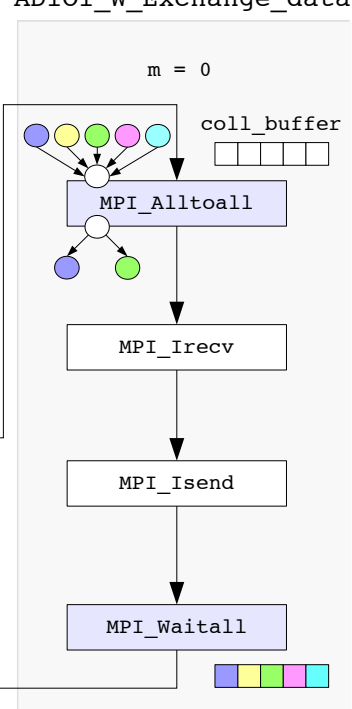 ADIOI_W_Exchange_data
m = 0
coll_buffer
MPI_Alltoall
MPI_Irecv
MPI_Isend
MPI_Waitall